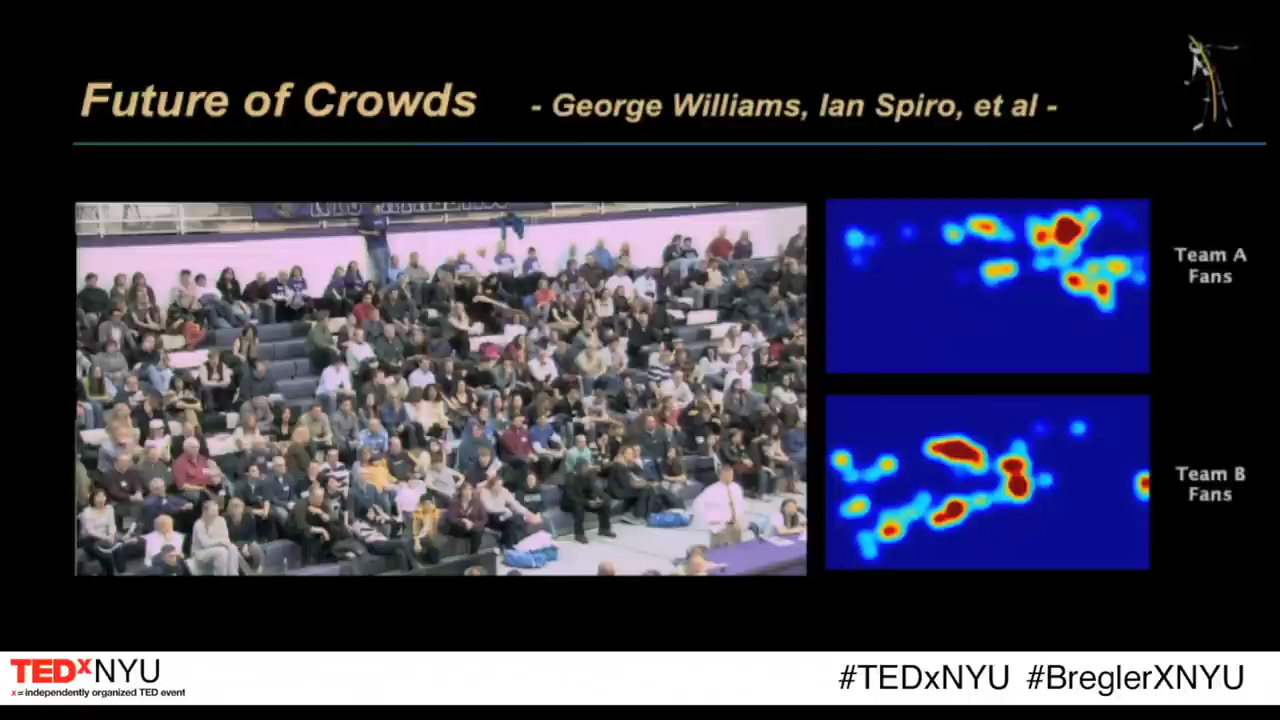 Future of Crowds - George Williams, Ian Spiro, et al -
Team A
Fans
Team B
Fans
TEDxNYU
x = independently organized TED event
#TEDxNYU #BreglerXNYU